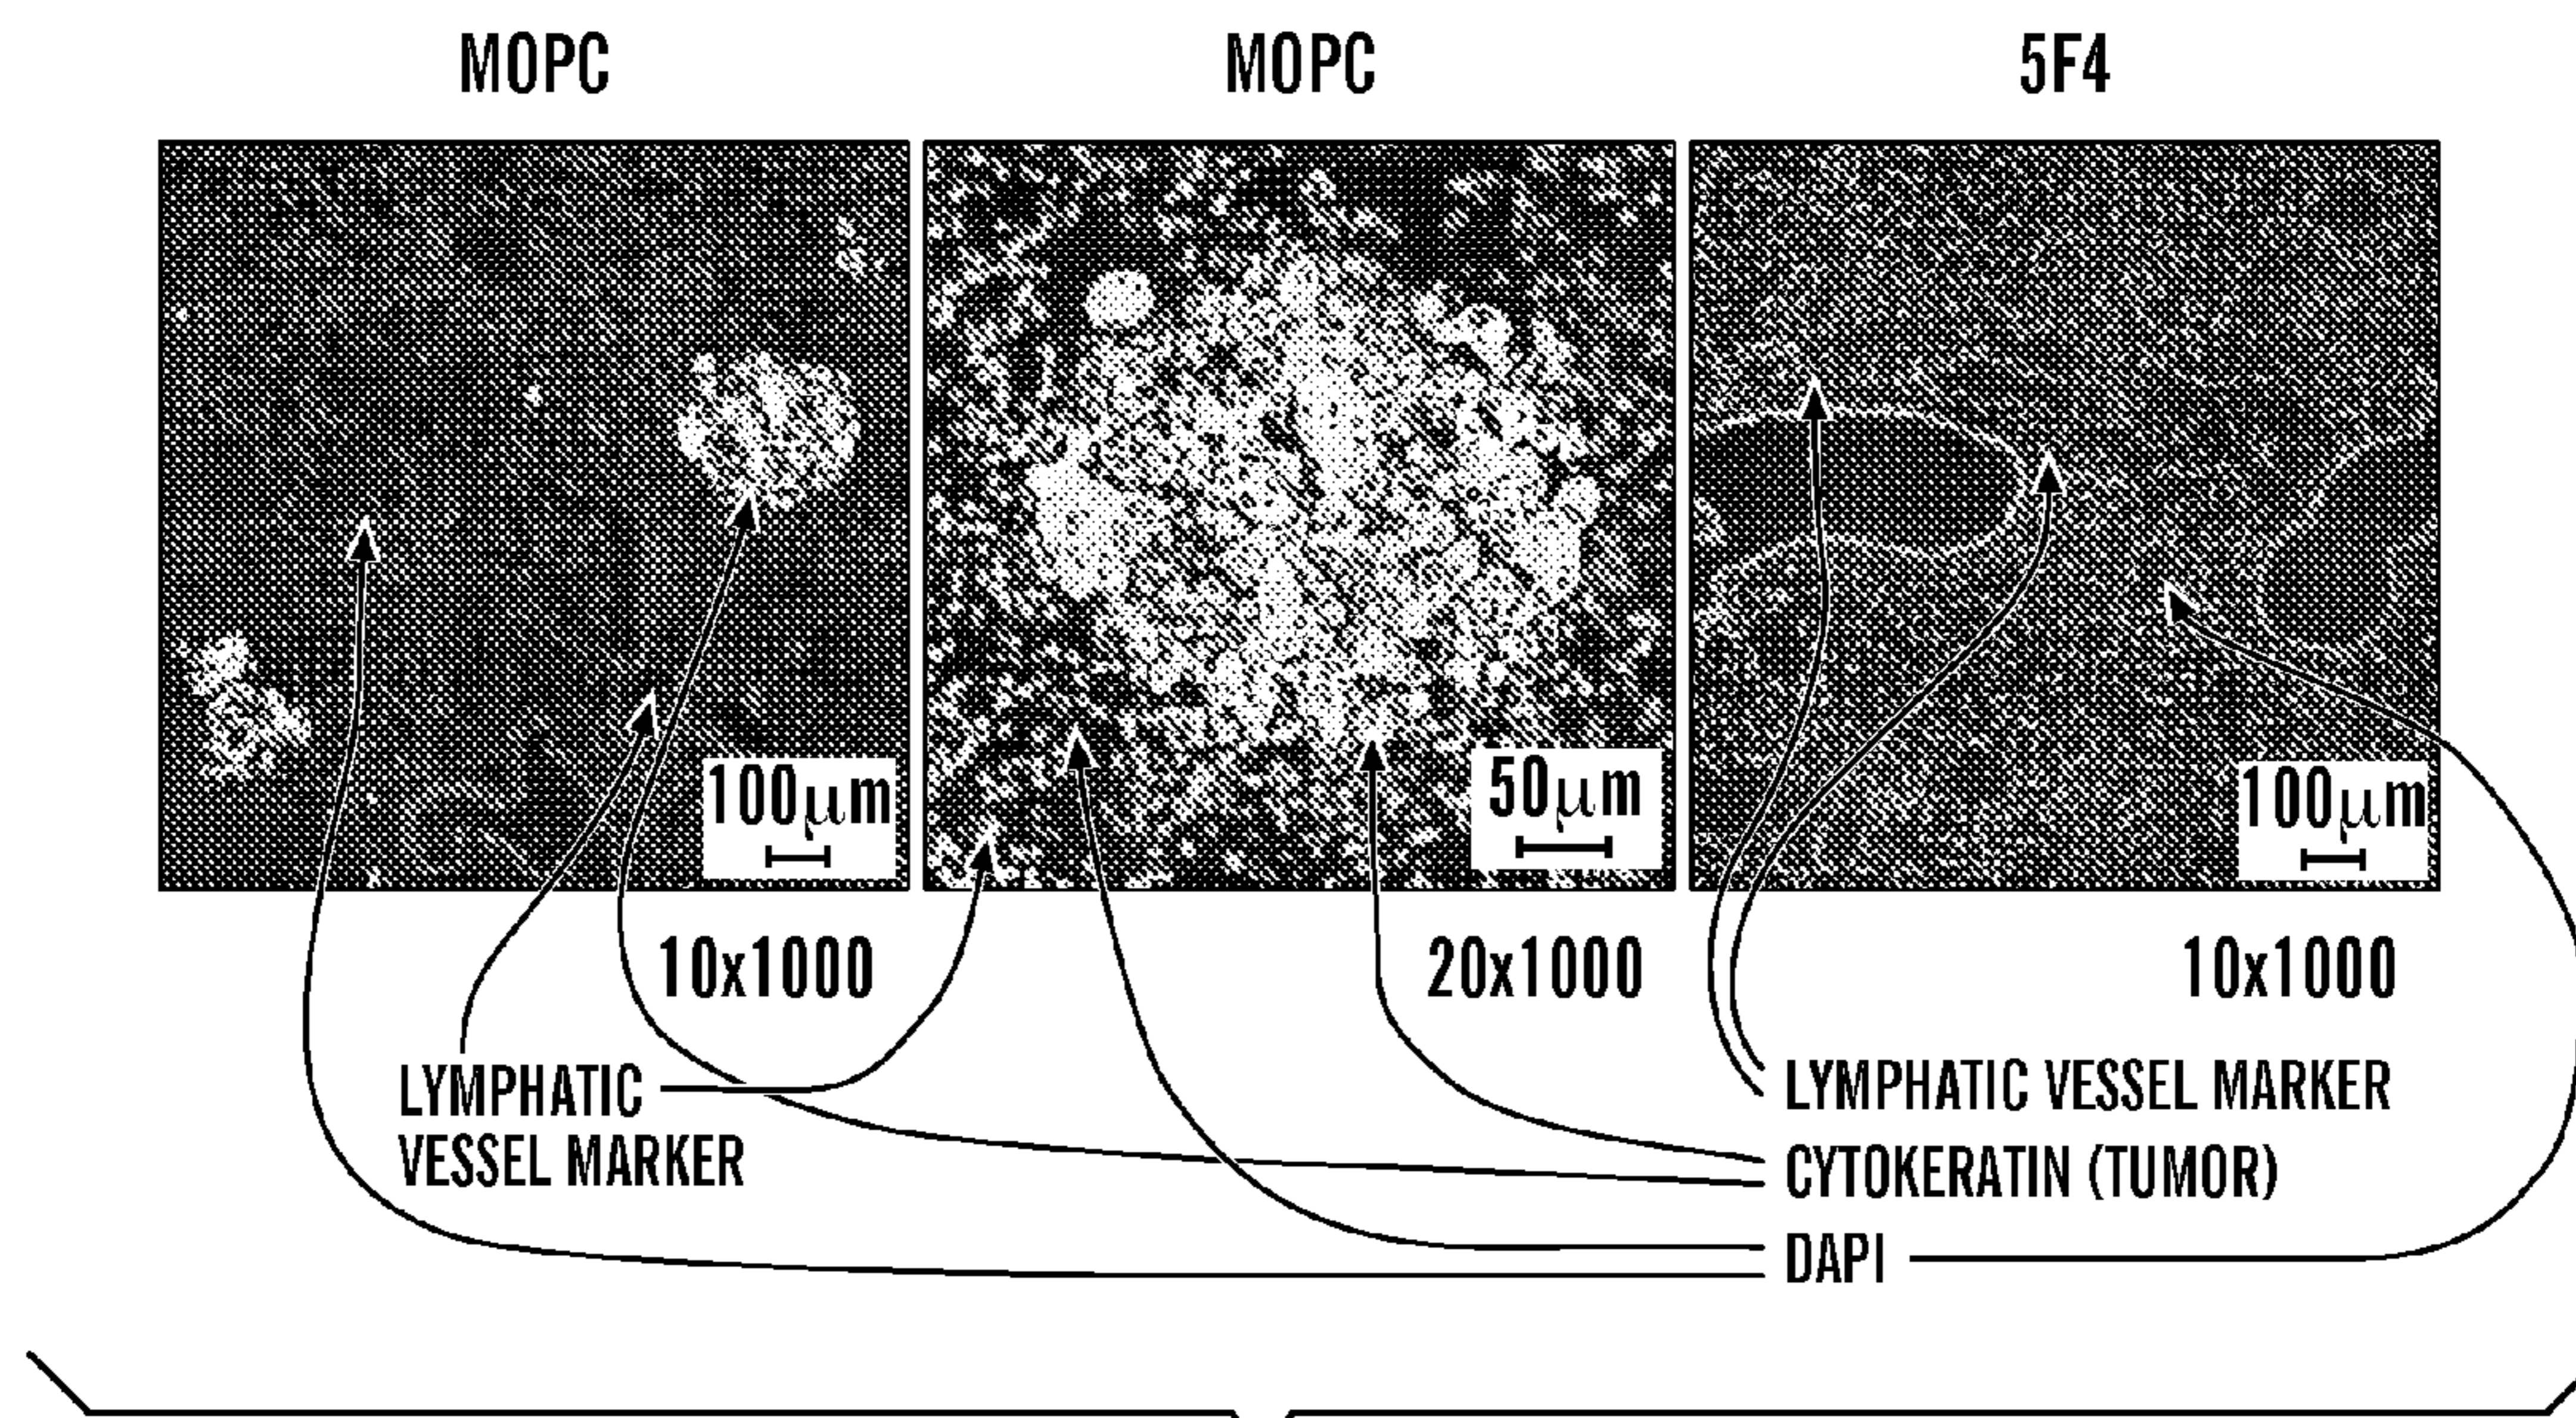 MOPC
MOPC
5F4
100μm
50μm
100μm
10x1000
20x1000
10x1000
LYMPHATIC
VESSEL MARKER
LYMPHATIC VESSEL MARKER
CYTOKERATIN (TUMOR)
DAPI